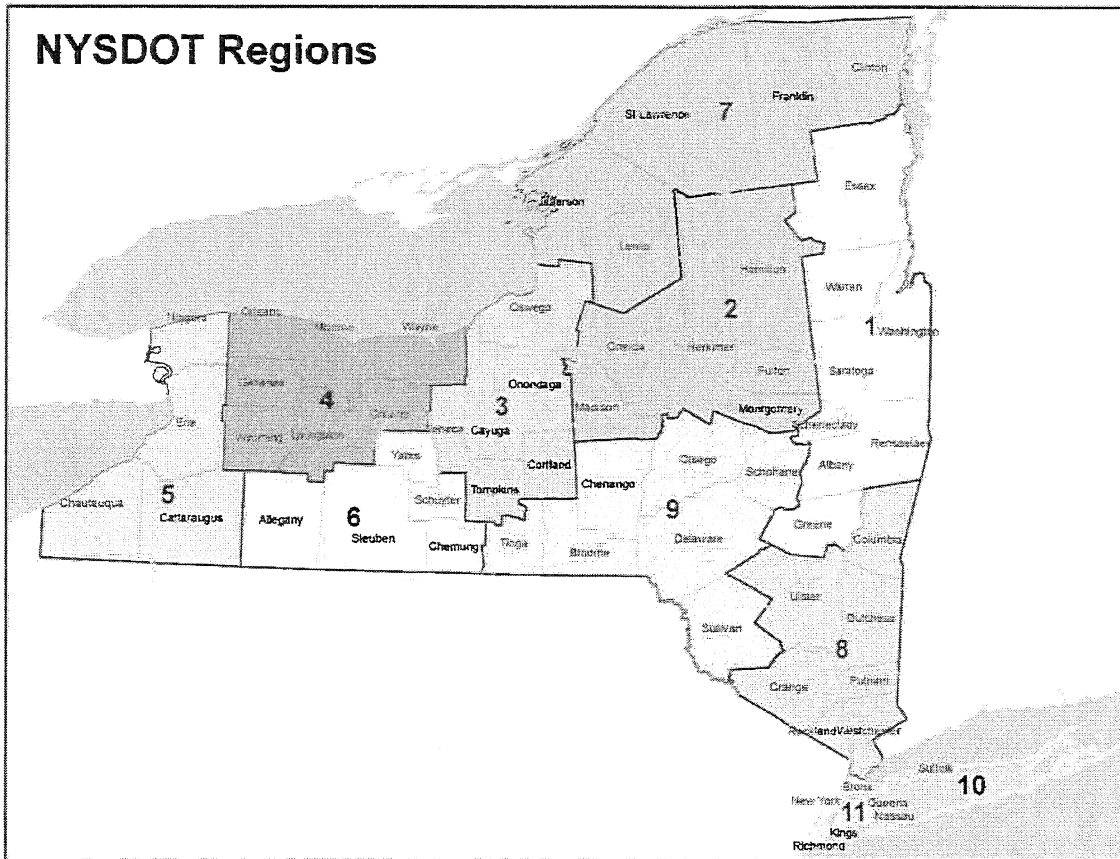 NYSDOT Regions
Clinton
Franklin
St Lawrence
7
Essex
Jefferson
Lewis
Hamilton
Warren
Oswego
2
1
Washington
Niagara
Orleans
Monroe
Wayne
Oneida
Herkimer
Fulton
Saratoga
Onondaga
Genesee
4
Ontario
3
Madison
Montgomery
Schenectady
Erie
Wyoming
Livingston
Seneca
Cayuga
Rensselaer
Yates
Cortland
Otsego
Schoharie
Albany
Chautauqua
5
Cattaraugus
Allegany
6
Steuben
Schuyler
Tompkins
Chenango
9
Greene
Chemung
Tioga
Broome
Delaware
Columbia
Ulster
Dutchess
Sullivan
8
Orange
Putnam
Rockland
Westchester
Suffolk
10
Bronx
New York
11
Queens
Nassau
Kings
Richmond